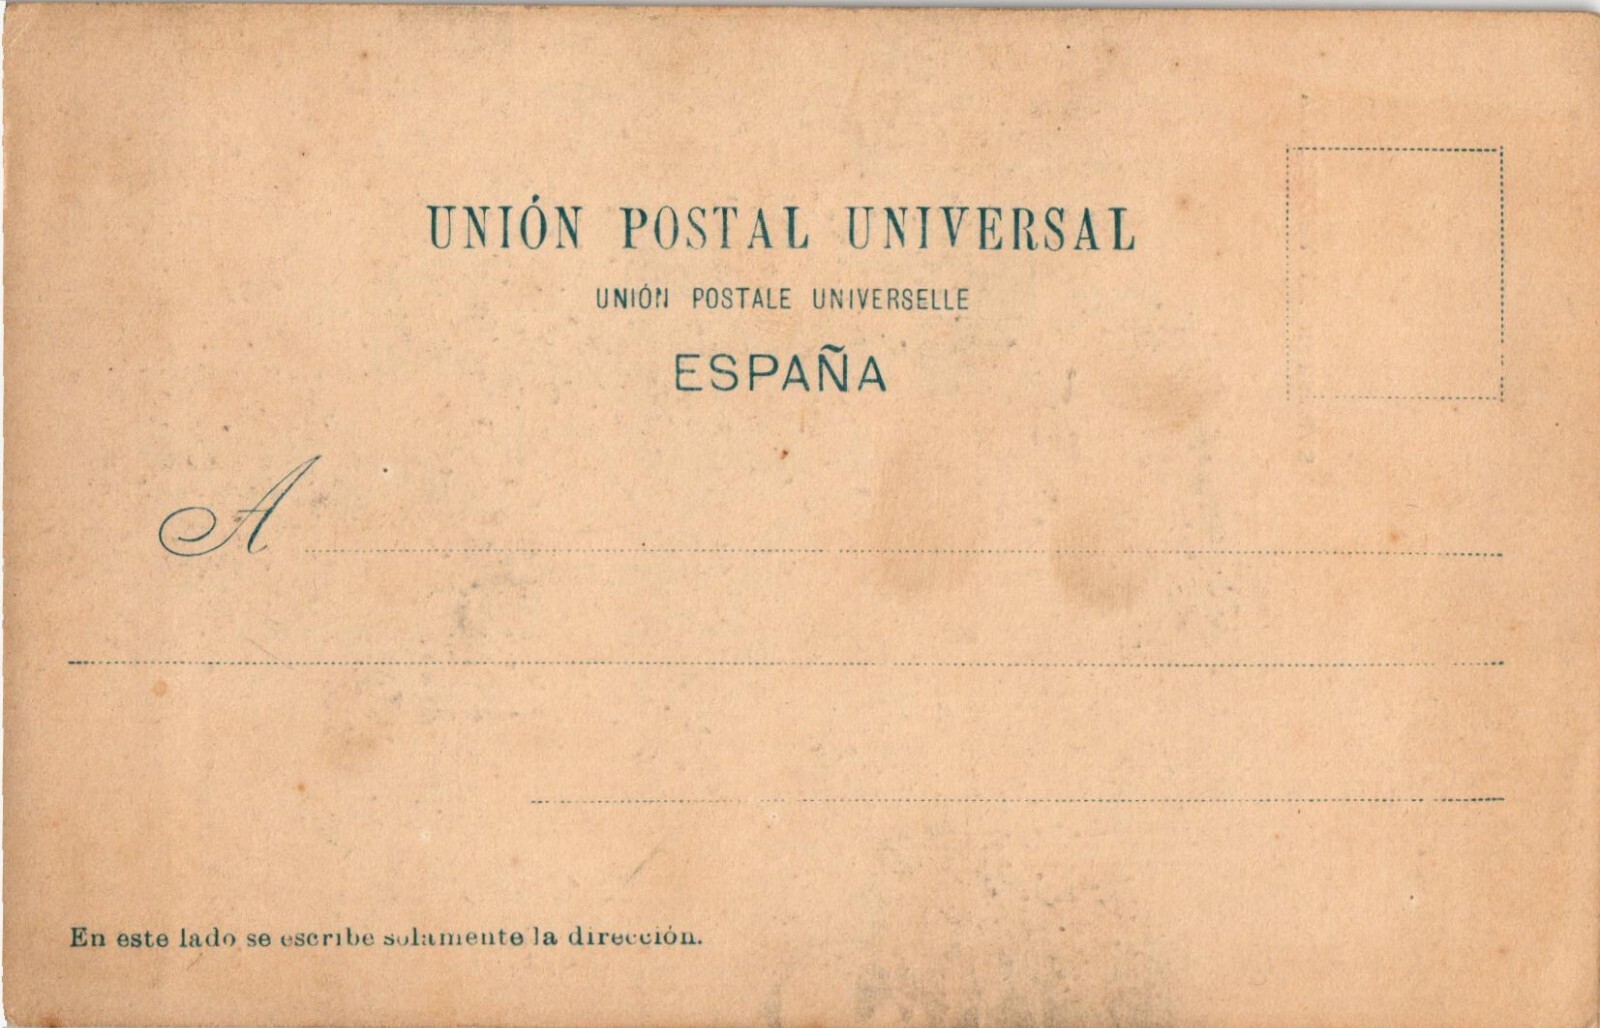 UNIÓN POSTAL UNIVERSAL
UNIÓN POSTALE UNIVERSELLE
ESPAÑA
A
En este lado se escribe solamente la dirección.